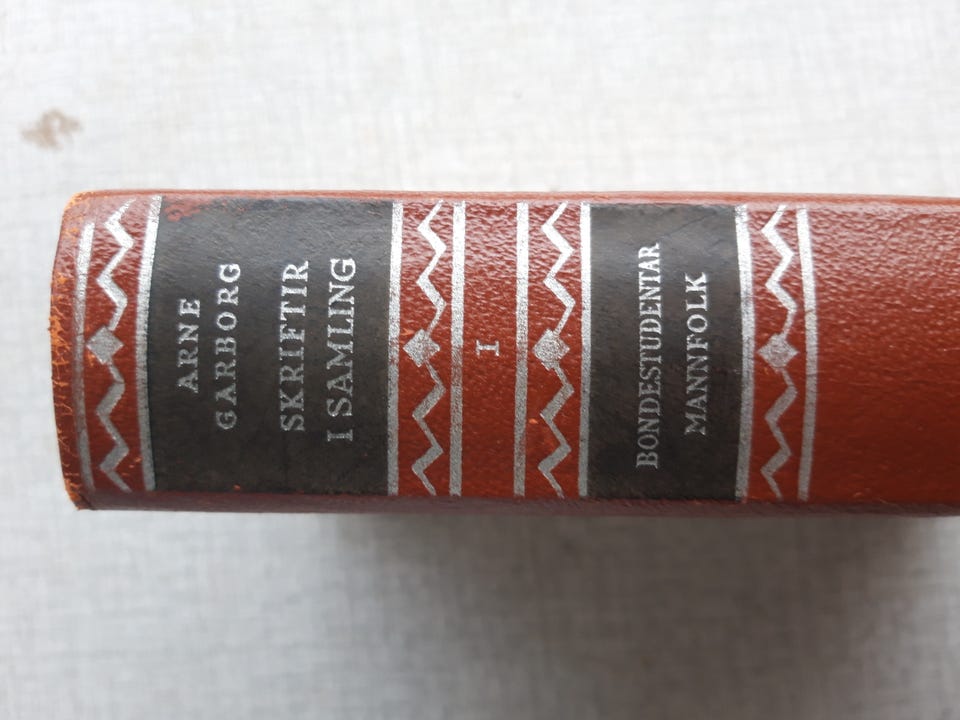 ARNE
GARBORG
SKRIFTIR
I SAMLING
I
BONDESTUDENTAR
MANNFOLK